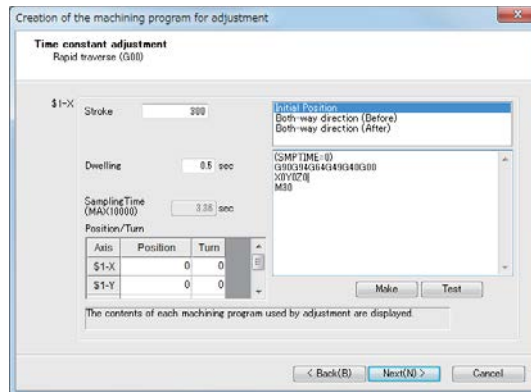 Creation of the machining program for adjustment
Time constant adjustment
Rapid traverse (G00)
$1-X
Stroke
300
Dwelling
0.5 sec
SamplingTime
(MAX10000)
3.38 sec
Position/Turn
Axis Position Turn
$1-X 0 0
$1-Y 0 0
Initial Position
Both-way direction (Before)
Both-way direction (After)
(SMPTIME=0)
G90G94G64G49G40G00
X0Y0Z0
M30
Make Test
The contents of each machining program used by adjustment are displayed.
< Back(B) Next(N) > Cancel